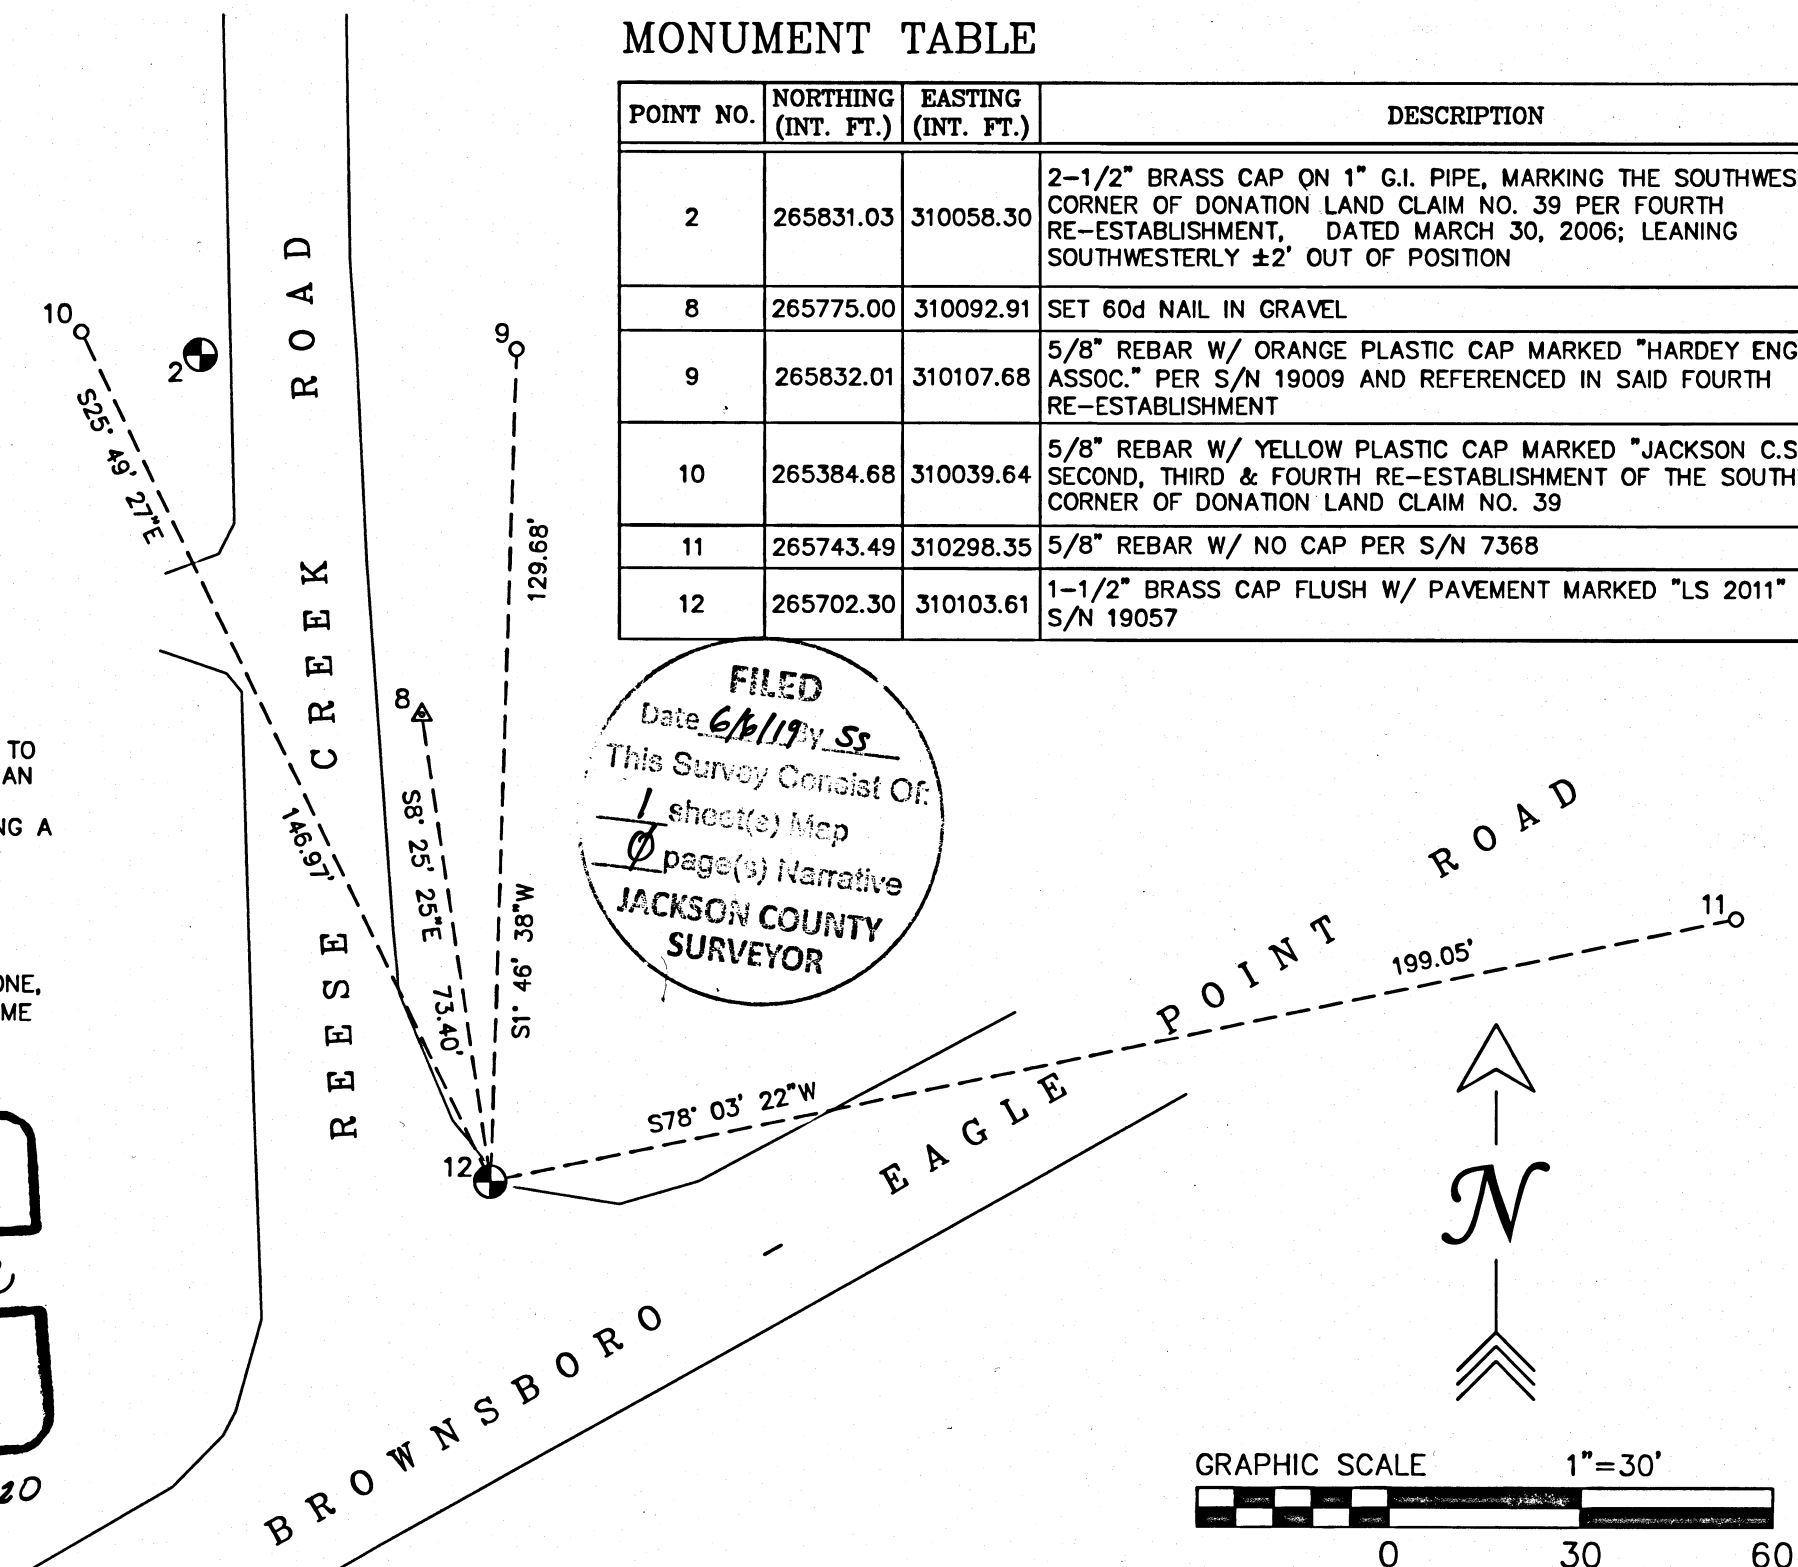 MONUMENT TABLE
POINT NO. NORTHING (INT. FT.) EASTING (INT. FT.) DESCRIPTION
2 265831.03 310058.30 2-1/2" BRASS CAP ON 1" G.I. PIPE, MARKING THE SOUTHWES
CORNER OF DONATION LAND CLAIM NO. 39 PER FOURTH
RE-ESTABLISHMENT, DATED MARCH 30, 2006; LEANING
SOUTHWESTERLY ±2' OUT OF POSITION
8 265775.00 310092.91 SET 60d NAIL IN GRAVEL
9 265832.01 310107.68 5/8" REBAR W/ ORANGE PLASTIC CAP MARKED "HARDEY ENG
ASSOC." PER S/N 19009 AND REFERENCED IN SAID FOURTH
RE-ESTABLISHMENT
10 265384.68 310039.64 5/8" REBAR W/ YELLOW PLASTIC CAP MARKED "JACKSON C.S
SECOND, THIRD & FOURTH RE-ESTABLISHMENT OF THE SOUTH
CORNER OF DONATION LAND CLAIM NO. 39
11 265743.49 310298.35 5/8" REBAR W/ NO CAP PER S/N 7368
12 265702.30 310103.61 1-1/2" BRASS CAP FLUSH W/ PAVEMENT MARKED "LS 2011"
S/N 19057
10
2
9
8
12
11
S25° 49' 27"E
146.97'
S8° 25' 25"E
73.40'
129.68'
S1° 46' 38"W
S78° 03' 22"W
199.05'
REESE CREEK ROAD
BROWNSBORO - EAGLE POINT ROAD
FILED
Date 6/6/19 By SS
This Survey Consist Of:
1 sheet(s) Map
0 page(s) Narrative
JACKSON COUNTY
SURVEYOR
TO
AN
NG A
ONE,
ME
20
N
GRAPHIC SCALE 1"=30'
0 30 60